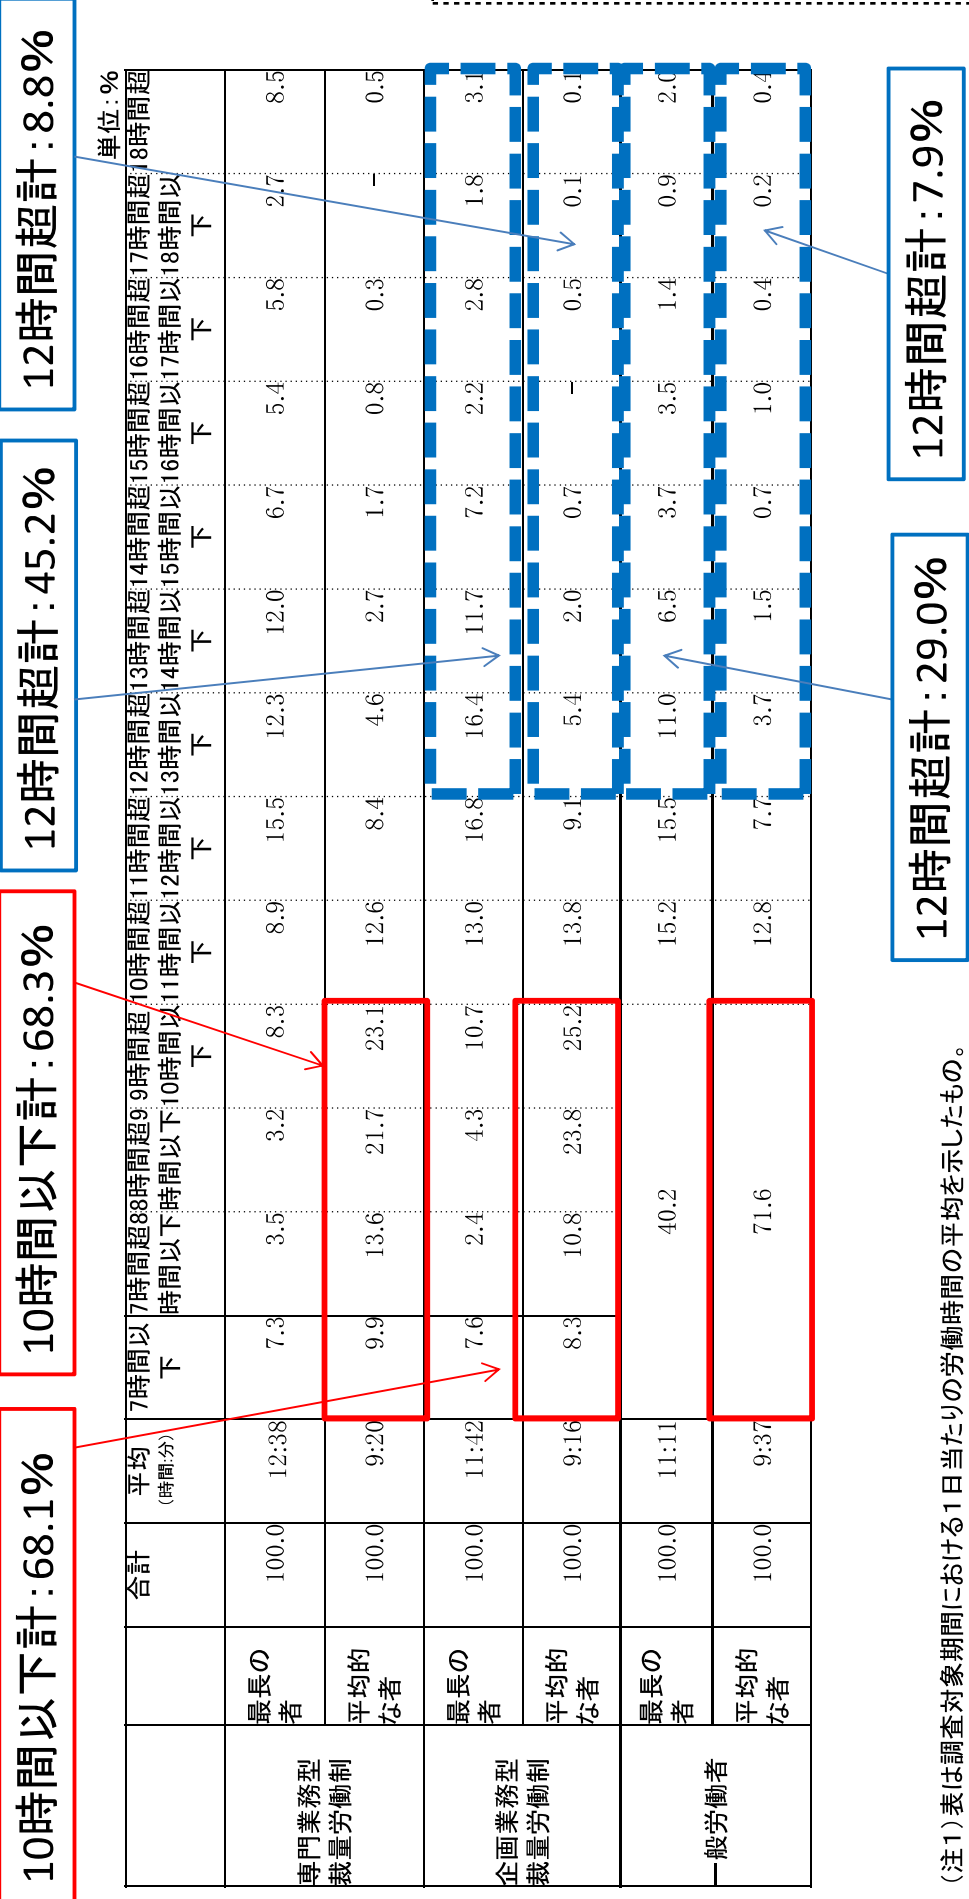 10時間以下計:68.1%
10時間以下計:68.3%
12時間超計:45.2%
12時間超計:8.8%
単位:%
合計
平均
(時間:分)
7時間以
下
7時間超8
時間以下
8時間超9
時間以下
9時間超
10時間以
下
10時間超
11時間以
下
11時間超
12時間以
下
12時間超
13時間以
下
13時間超
14時間以
下
14時間超
15時間以
下
15時間超
16時間以
下
16時間超
17時間以
下
17時間超
18時間以
下
18時間超
専門業務型
裁量労働制
最長の
者
100.0 12:38 7.3 3.5 3.2 8.3 8.9 15.5 12.3 12.0 6.7 5.4 5.8 2.7 8.5
平均的
な者
100.0 9:20 9.9 13.6 21.7 23.1 12.6 8.4 4.6 2.7 1.7 0.8 0.3 － 0.5
企画業務型
裁量労働制
最長の
者
100.0 11:42 7.6 2.4 4.3 10.7 13.0 16.8 16.4 11.7 7.2 2.2 2.8 1.8 3.1
平均的
な者
100.0 9:16 8.3 10.8 23.8 25.2 13.8 9.1 5.4 2.0 0.7 － 0.5 0.1 0.1
一般労働者
最長の
者
100.0 11:11 40.2 15.2 15.5 11.0 6.5 3.7 3.5 1.4 0.9 2.0
平均的
な者
100.0 9:37 71.6 12.8 7.7 3.7 1.5 0.7 1.0 0.4 0.2 0.4
12時間超計:29.0%
12時間超計:7.9%
(注1)表は調査対象期間における1日当たりの労働時間の平均を示したもの。